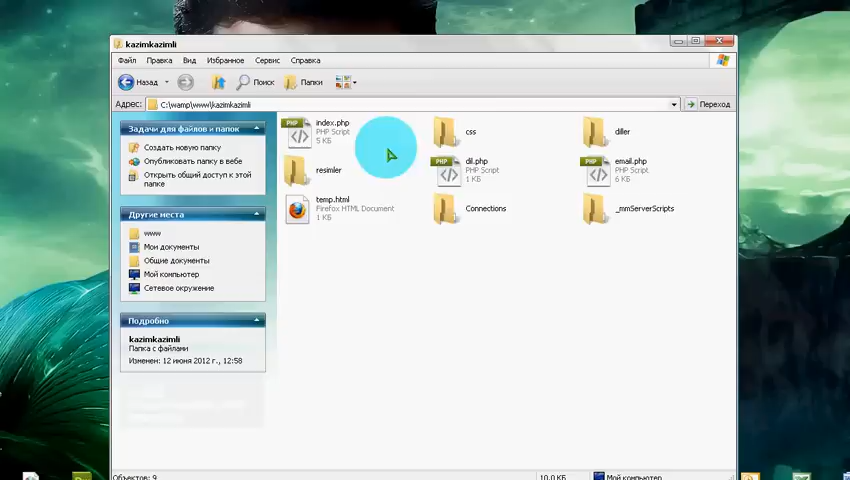 kazimkazimli
Файл Правка Вид Избранное Сервис Справка
Назад Поиск Папки
Адрес: C:\wamp\www\kazimkazimli Переход
Задачи для файлов и папок
Создать новую папку
Опубликовать папку в вебе
Открыть общий доступ к этой
папке
Другие места
www
Мои документы
Общие документы
Мой компьютер
Сетевое окружение
Подробно
kazimkazimli
Папка с файлами
Изменен: 12 июня 2012 г., 12:58
PHP
index.php
PHP Script
5 КБ
css
diller
resimler
PHP
dil.php
PHP Script
1 КБ
PHP
email.php
PHP Script
6 КБ
temp.html
Firefox HTML Document
1 КБ
Connections
_mmServerScripts
Объектов: 9 10,0 КБ Мой компьютер